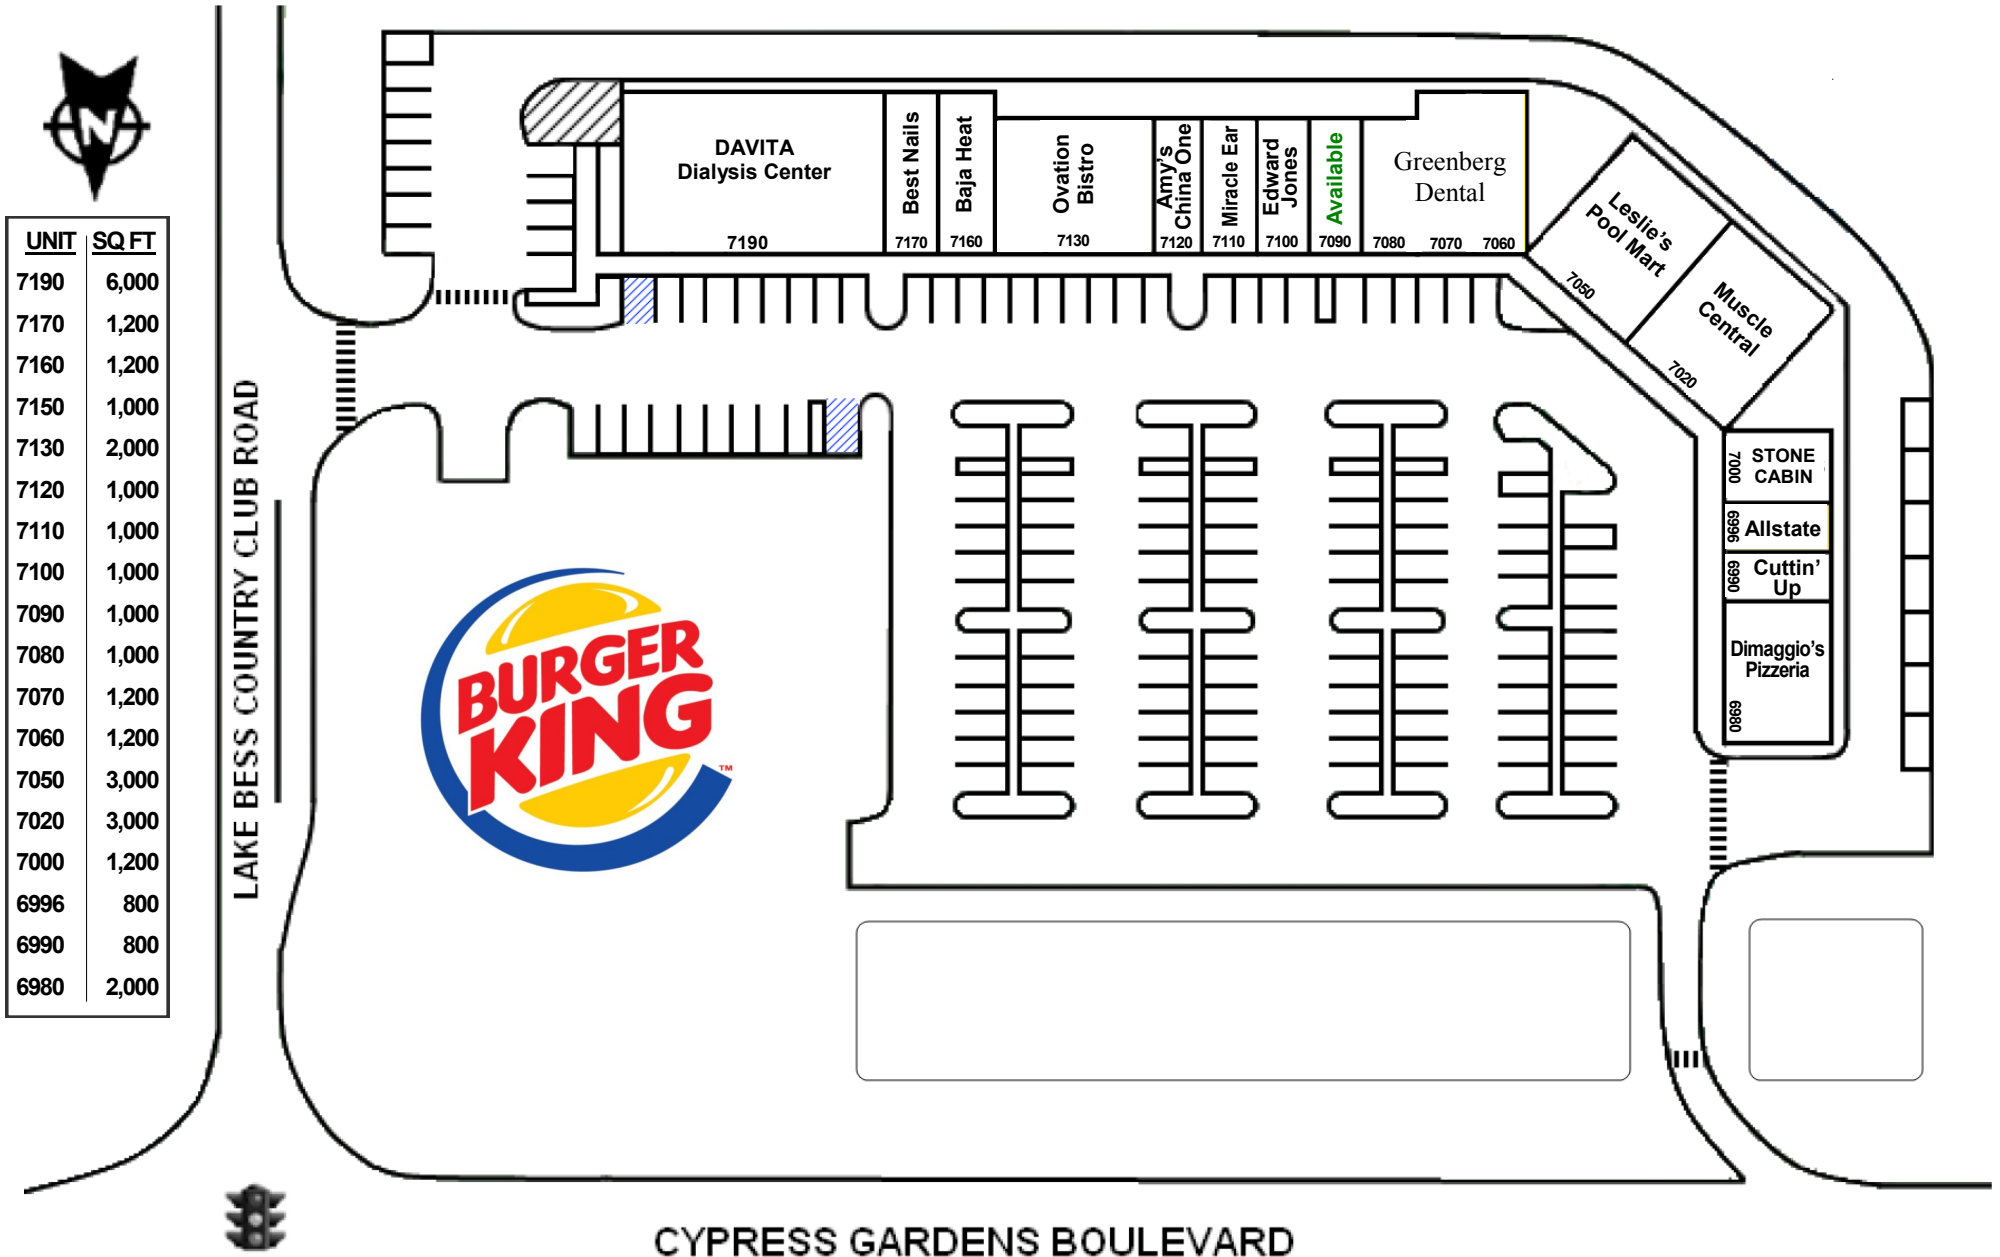 N
UNIT SQ FT
7190 6,000
7170 1,200
7160 1,200
7150 1,000
7130 2,000
7120 1,000
7110 1,000
7100 1,000
7090 1,000
7080 1,000
7070 1,200
7060 1,200
7050 3,000
7020 3,000
7000 1,200
6996 800
6990 800
6980 2,000
LAKE BESS COUNTRY CLUB ROAD
DAVITA
Dialysis Center
7190
Best Nails
7170
Baja Heat
7160
Ovation
Bistro
7130
Amy's
China One
7120
Miracle Ear
7110
Edward
Jones
7100
Available
7090
Greenberg
Dental
7080 7070 7060
Leslie's
Pool Mart
7050
Muscle
Central
7020
STONE
CABIN
7000
Allstate
6996
Cuttin'
Up
6990
Dimaggio's
Pizzeria
6980
BURGER
KING
TM
CYPRESS GARDENS BOULEVARD